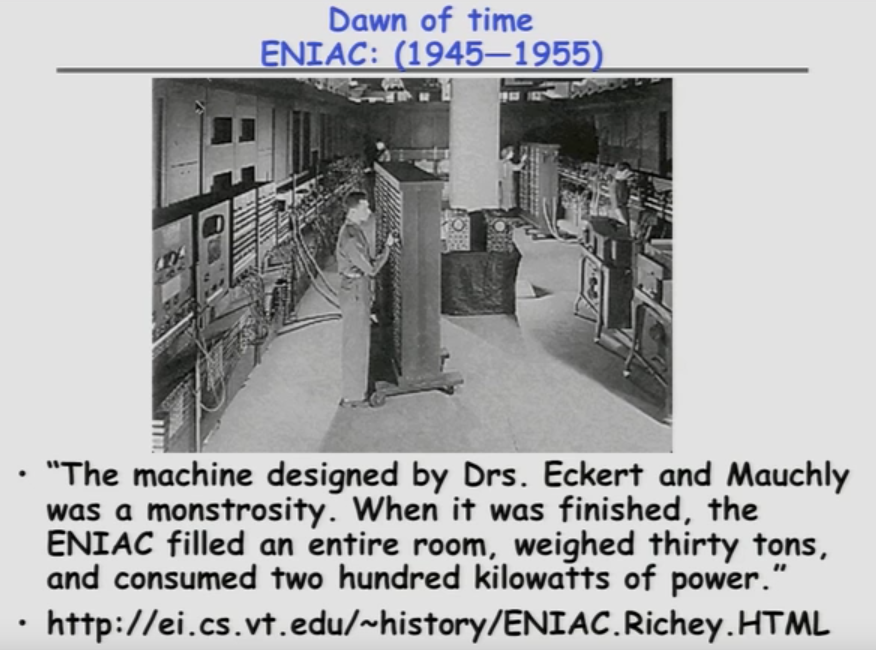 Dawn of time
ENIAC: (1945—1955)
• “The machine designed by Drs. Eckert and Mauchly
was a monstrosity. When it was finished, the
ENIAC filled an entire room, weighed thirty tons,
and consumed two hundred kilowatts of power.”
• http://ei.cs.vt.edu/~history/ENIAC.Richey.HTML